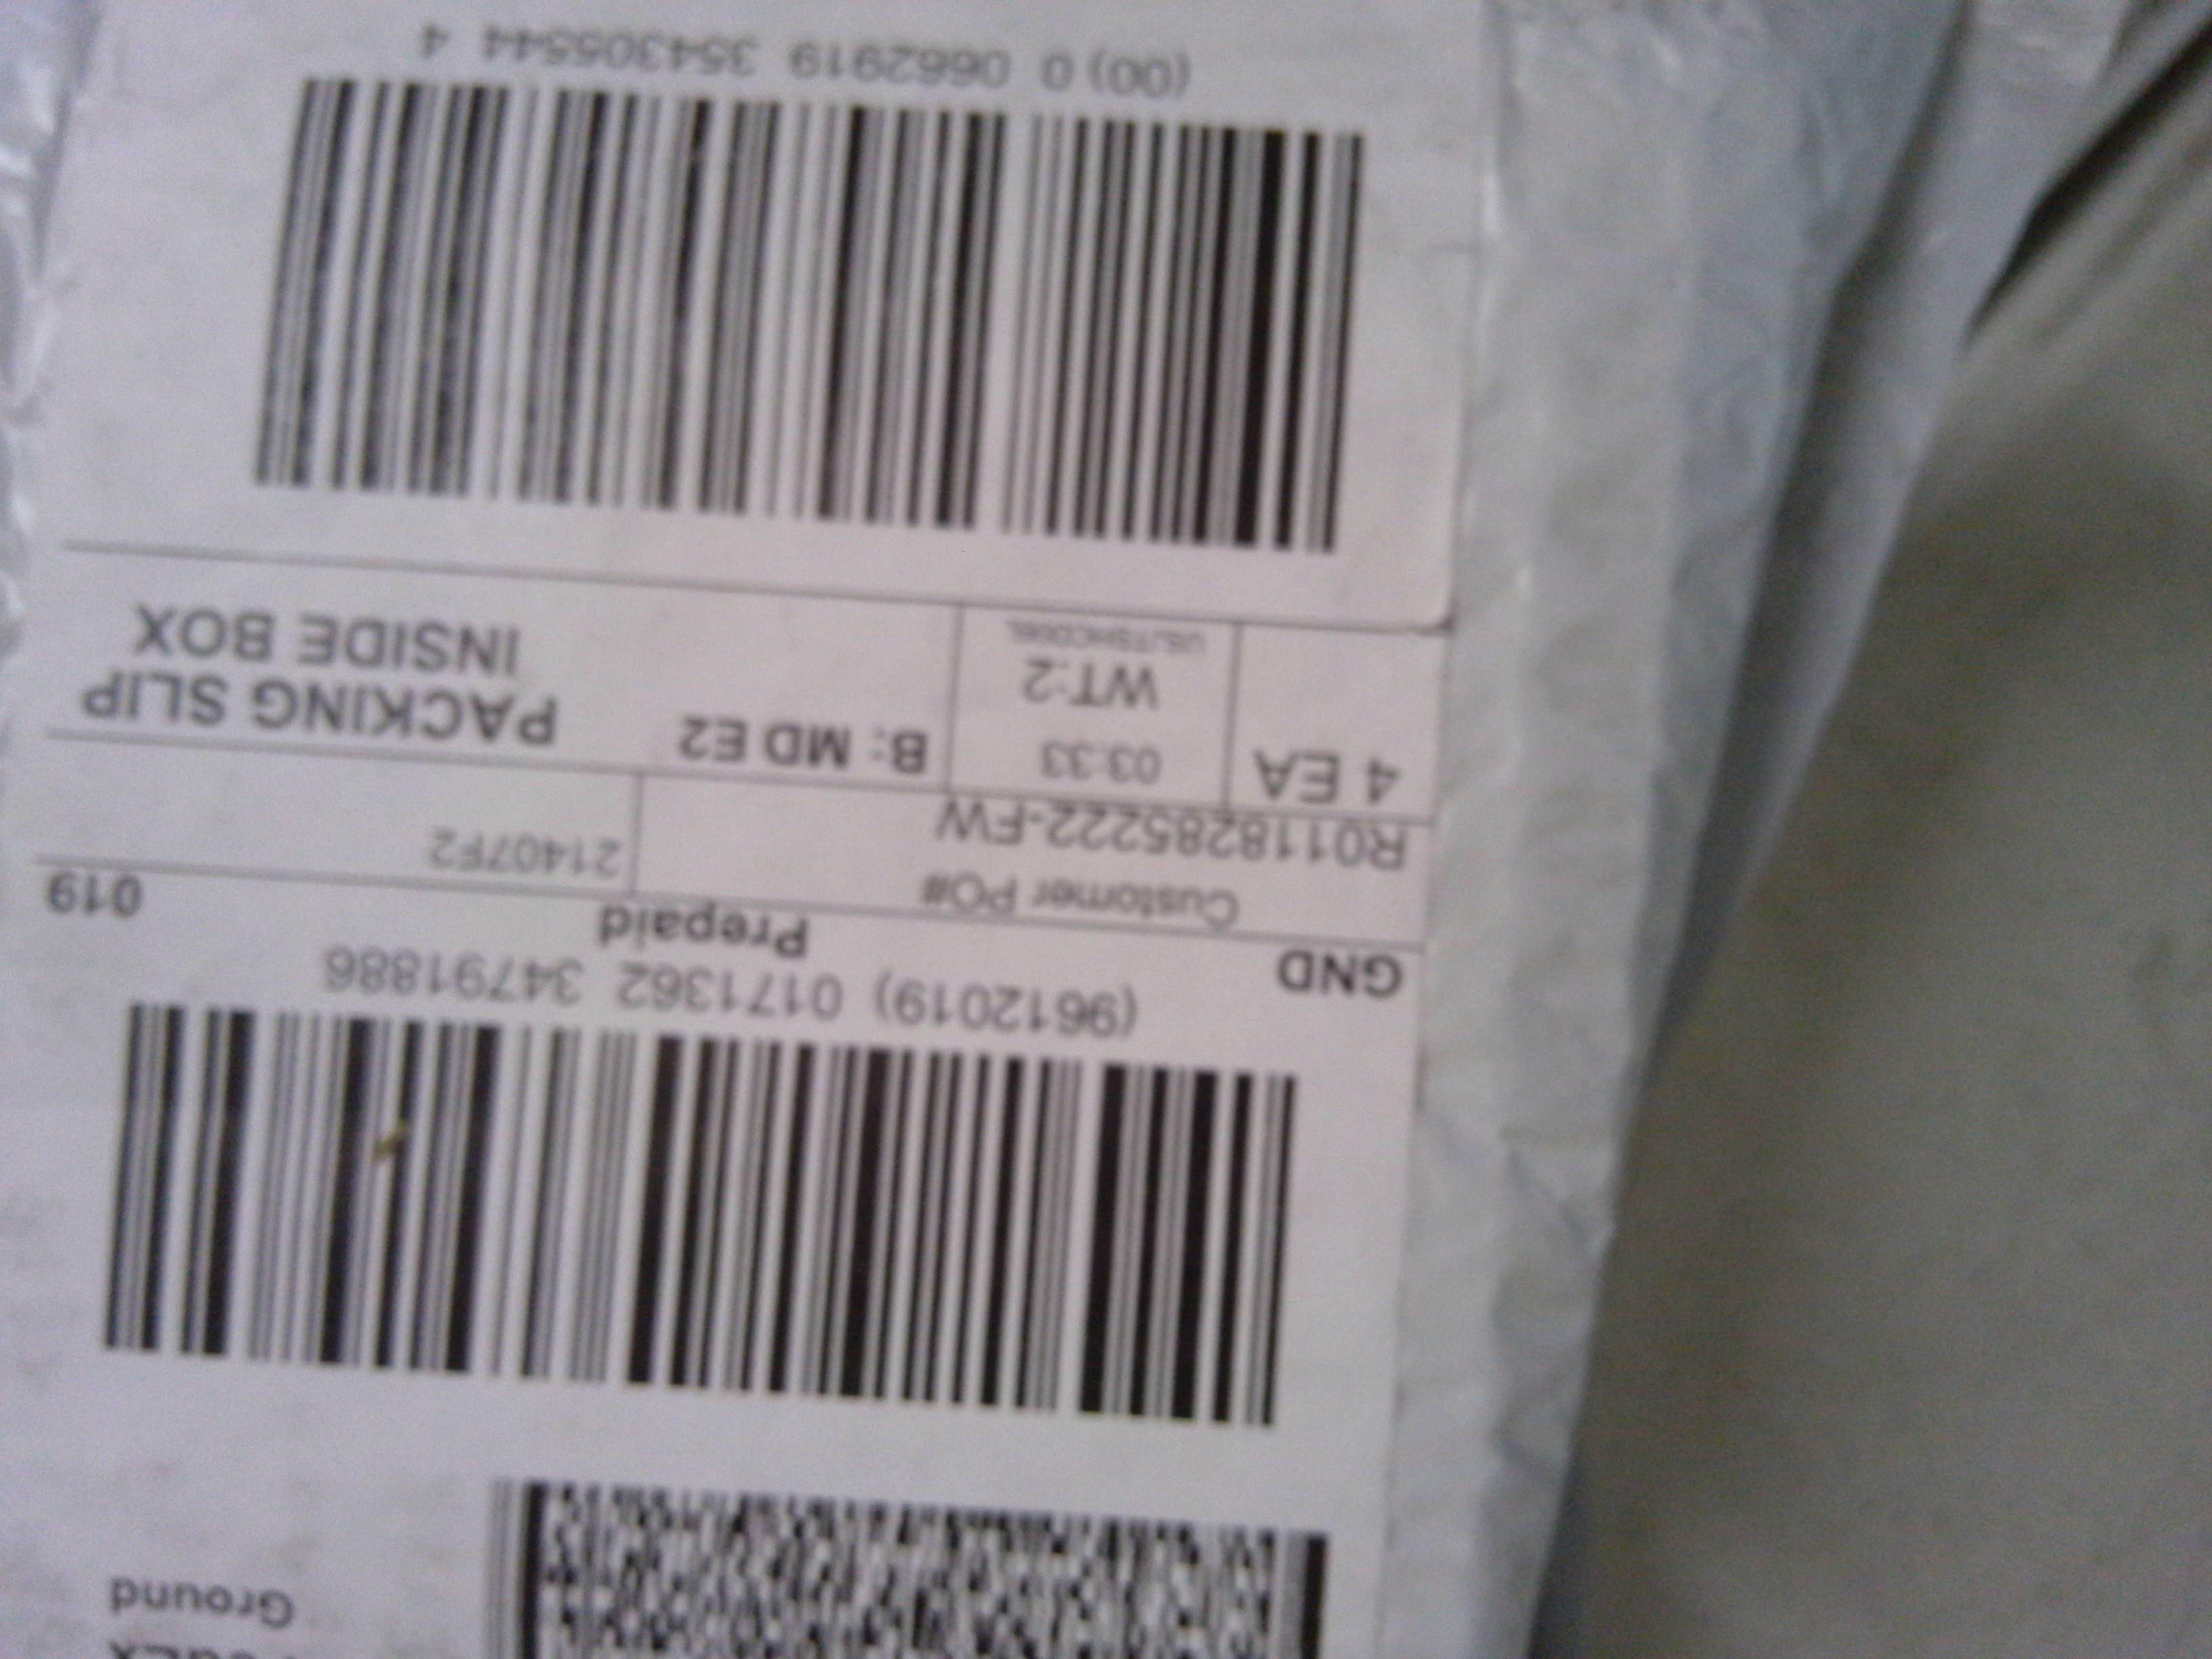 Ground
(9612019) 0171362 34791886
GND Prepaid 019
Customer PO#
R0118285222-FW 21407F2
4 EA 03:33 B: MD E2 PACKING SLIP
WT:2 INSIDE BOX
(00) 0 0662919 354305544 4